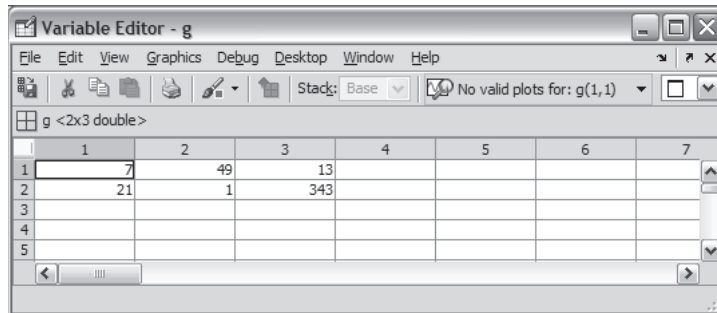 Variable Editor - g
File Edit View Graphics Debug Desktop Window Help
Stack: Base No valid plots for: g(1,1)
g <2x3 double>
1 2 3 4 5 6 7
1 7 49 13
2 21 1 343
3
4
5